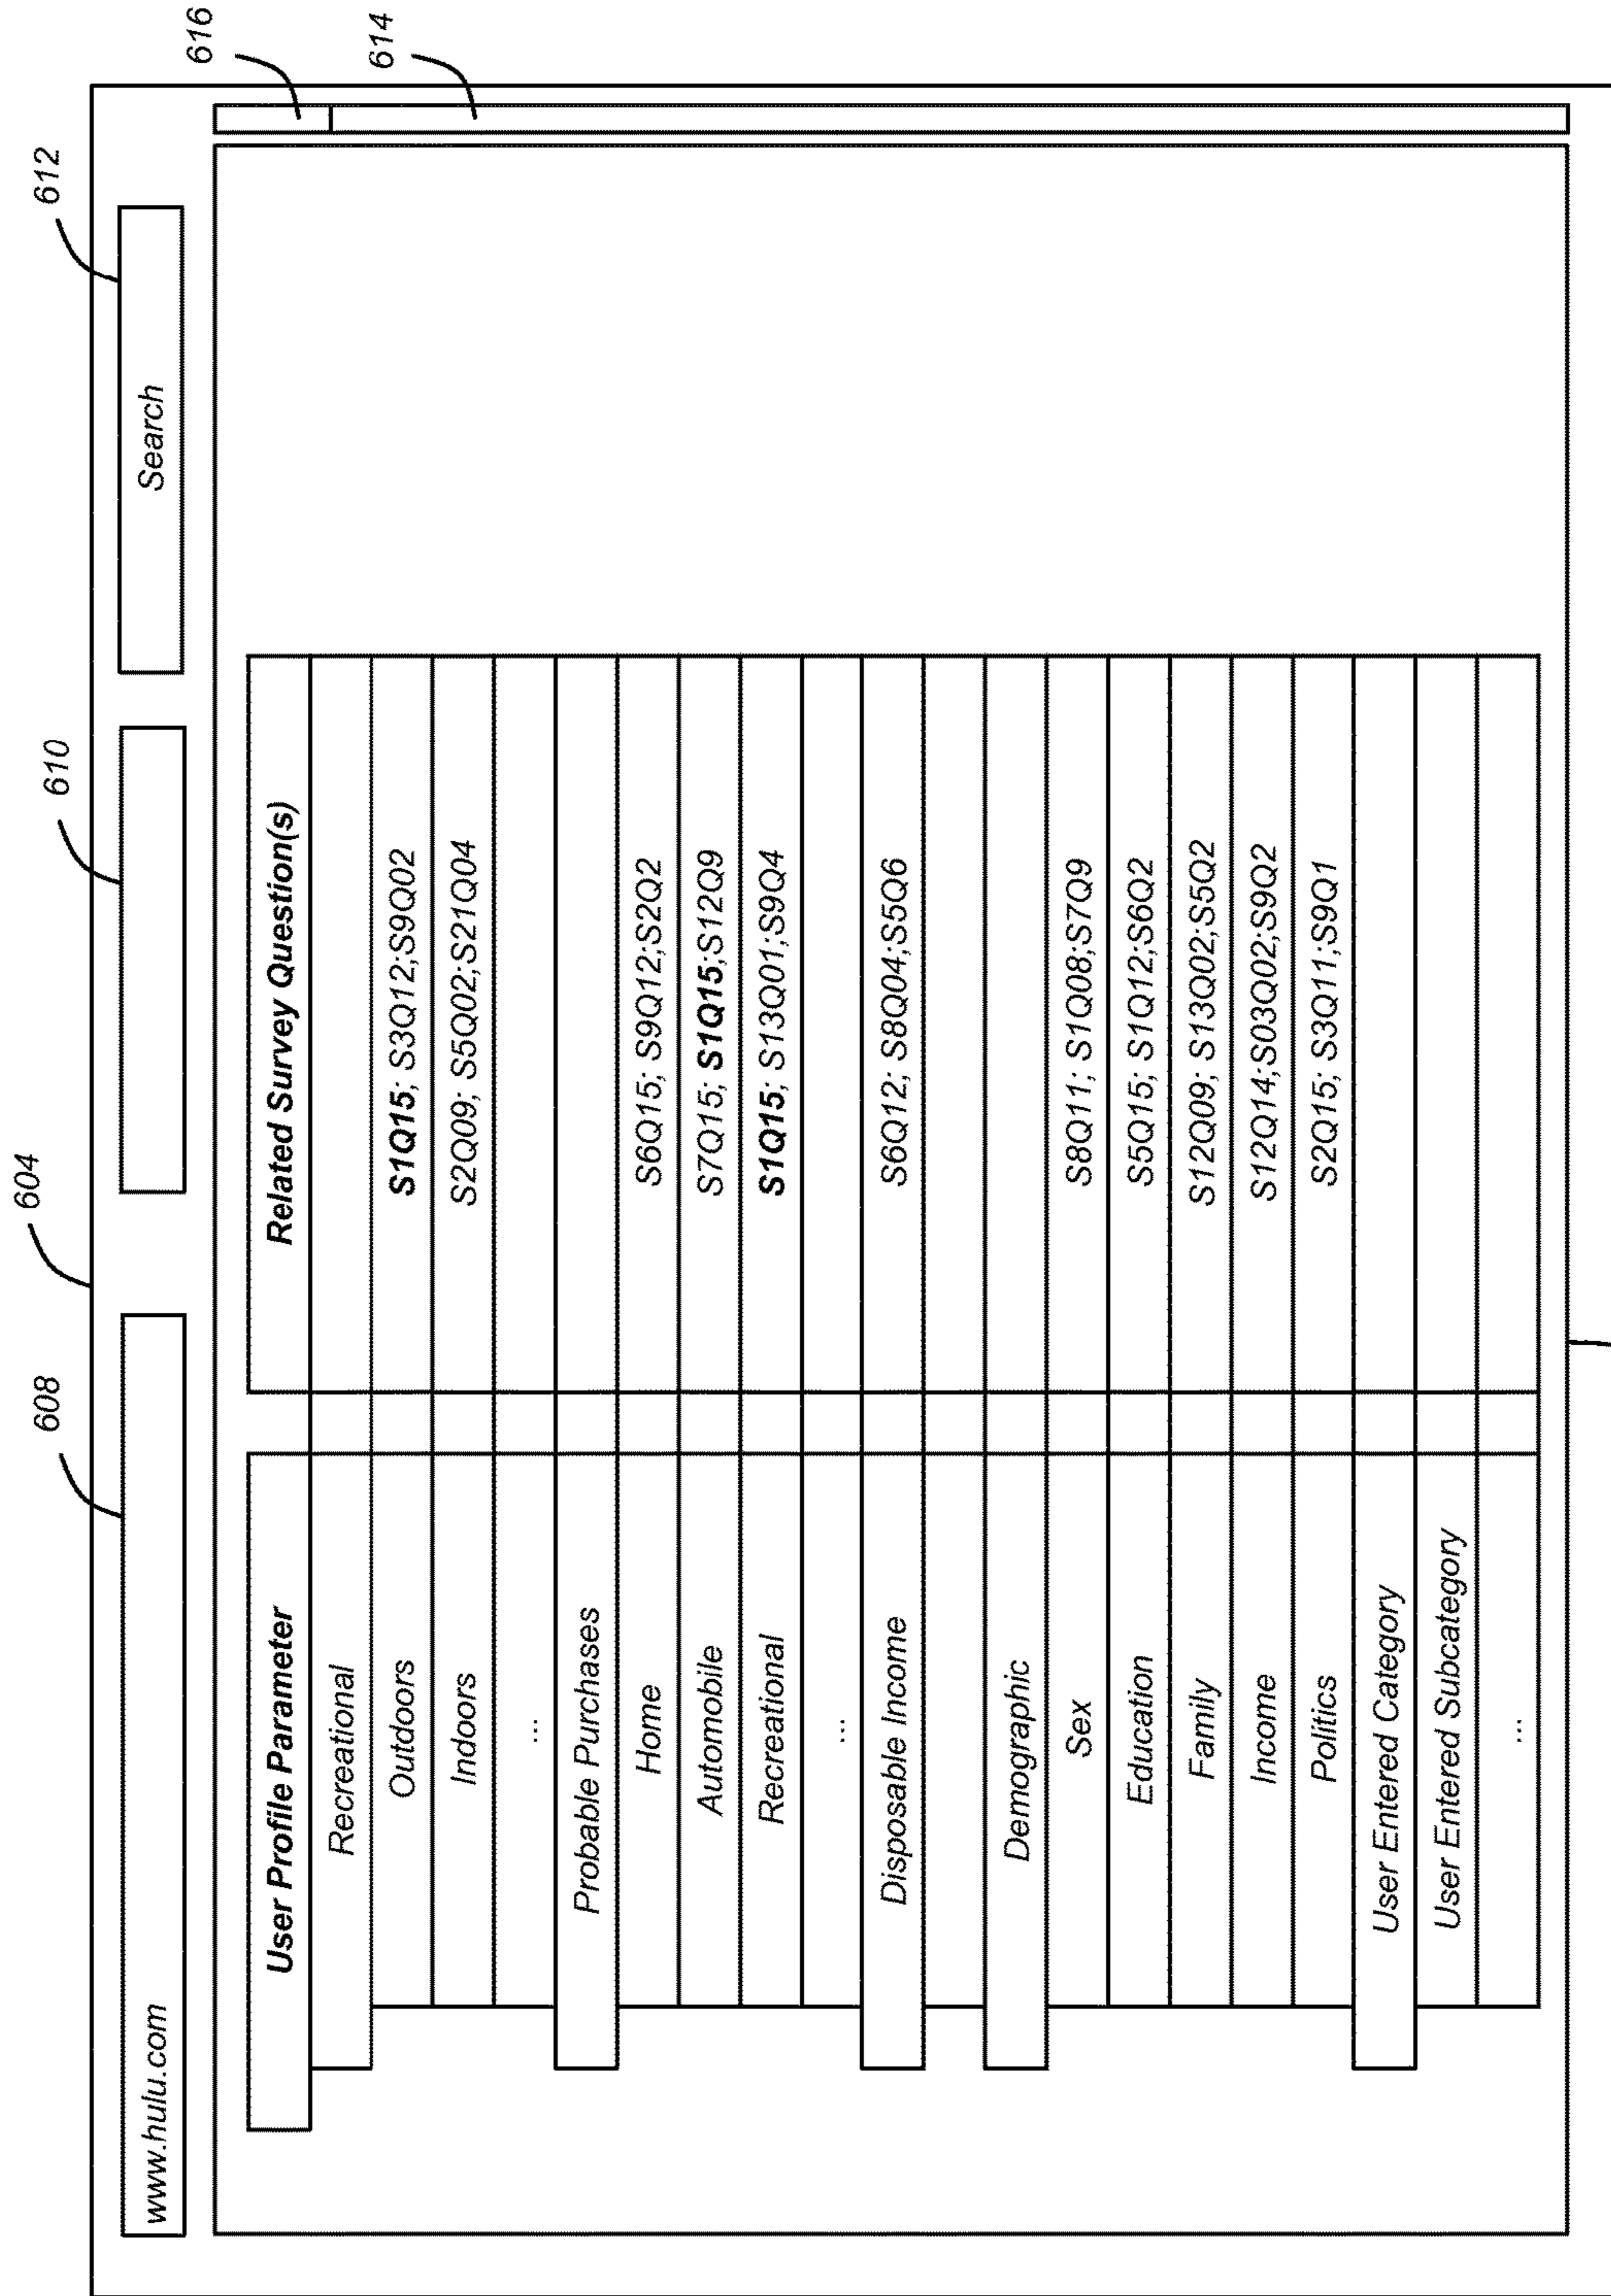 604
608
610
612
www.hulu.com
Search
616
614
User Profile Parameter Related Survey Question(s)
Recreational
Outdoors S1Q15; S3Q12;S9Q02
Indoors S2Q09; S5Q02;S21Q04
...
Probable Purchases
Home S6Q15; S9Q12;S2Q2
Automobile S7Q15; S1Q15;S12Q9
Recreational S1Q15; S13Q01;S9Q4
...
Disposable Income S6Q12; S8Q04;S5Q6
Demographic
Sex S8Q11; S1Q08;S7Q9
Education S5Q15; S1Q12;S6Q2
Family S12Q09; S13Q02;S5Q2
Income S12Q14;S03Q02;S9Q2
Politics S2Q15; S3Q11;S9Q1
User Entered Category
User Entered Subcategory
...